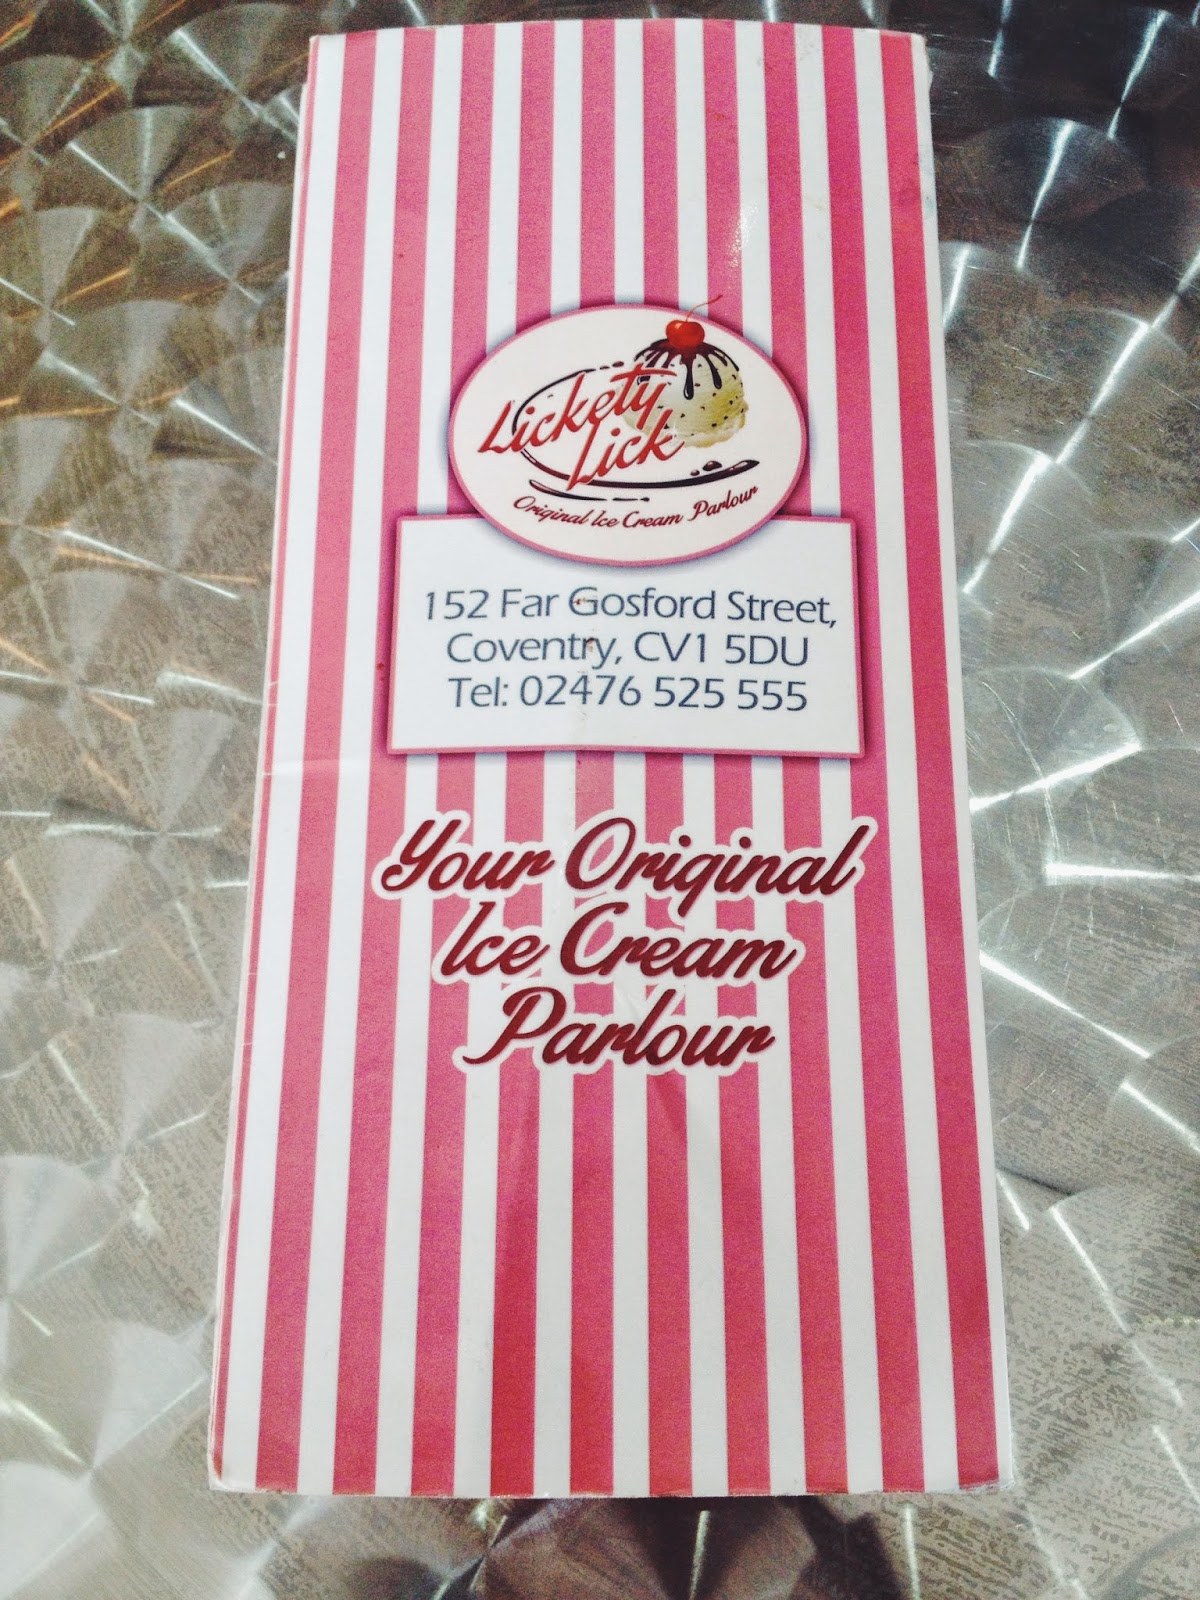 Lickety
Lick
Original Ice Cream Parlour
152 Far Gosford Street,
Coventry, CV1 5DU
Tel: 02476 525 555
Your Original
Ice Cream
Parlour